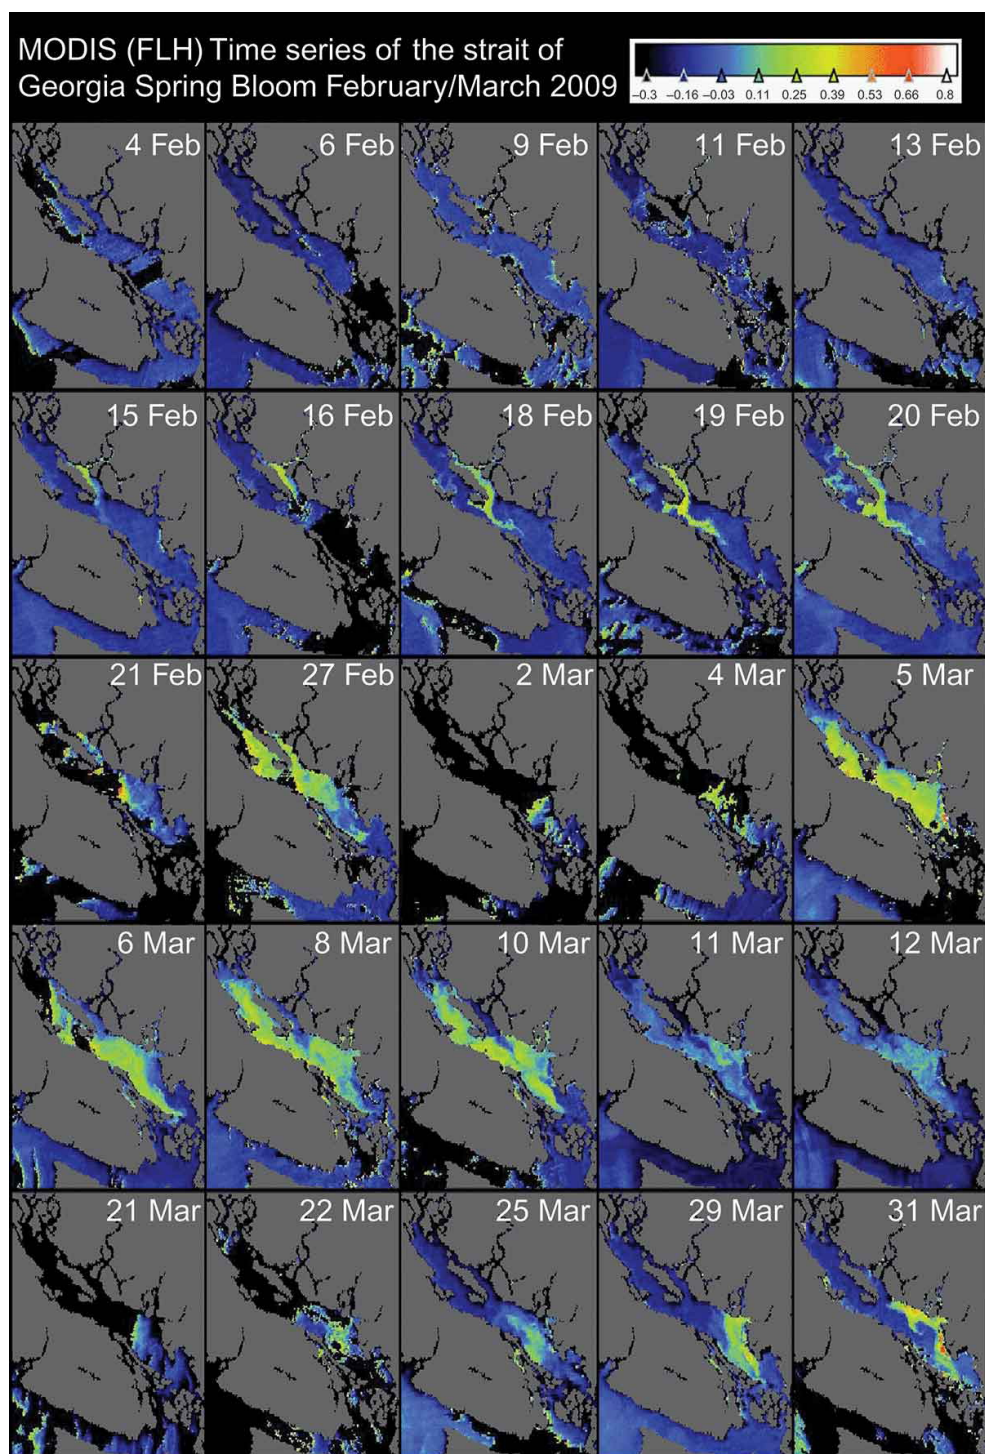 MODIS (FLH) Time series of the strait of
Georgia Spring Bloom February/March 2009
–0.3 –0.16 –0.03 0.11 0.25 0.39 0.53 0.66 0.8
4 Feb 6 Feb 9 Feb 11 Feb 13 Feb
15 Feb 16 Feb 18 Feb 19 Feb 20 Feb
21 Feb 27 Feb 2 Mar 4 Mar 5 Mar
6 Mar 8 Mar 10 Mar 11 Mar 12 Mar
21 Mar 22 Mar 25 Mar 29 Mar 31 Mar